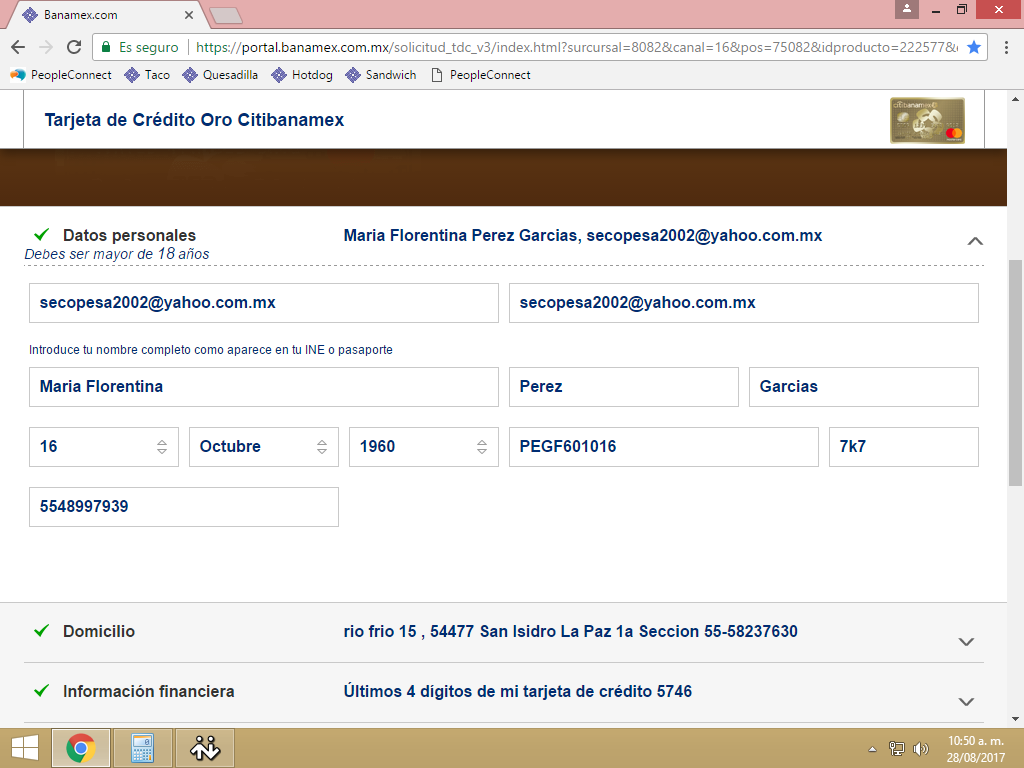 Banamex.com
Es seguro https://portal.banamex.com.mx/solicitud_tdc_v3/index.html?sursucal=8082&canal=16&pos=75082&idproducto=222577&
PeopleConnect Taco Quesadilla Hotdog Sandwich PeopleConnect
Tarjeta de Crédito Oro Citibanamex
citibanamex
Datos personales Maria Florentina Perez Garcias, secopesa2002@yahoo.com.mx
Debes ser mayor de 18 años
secopesa2002@yahoo.com.mx secopesa2002@yahoo.com.mx
Introduce tu nombre completo como aparece en tu INE o pasaporte
Maria Florentina Perez Garcias
16 Octubre 1960 PEGF601016 7k7
5548997939
Domicilio rio frio 15 , 54477 San Isidro La Paz 1a Seccion 55-58237630
Información financiera Últimos 4 dígitos de mi tarjeta de crédito 5746
10:50 a. m.
28/08/2017